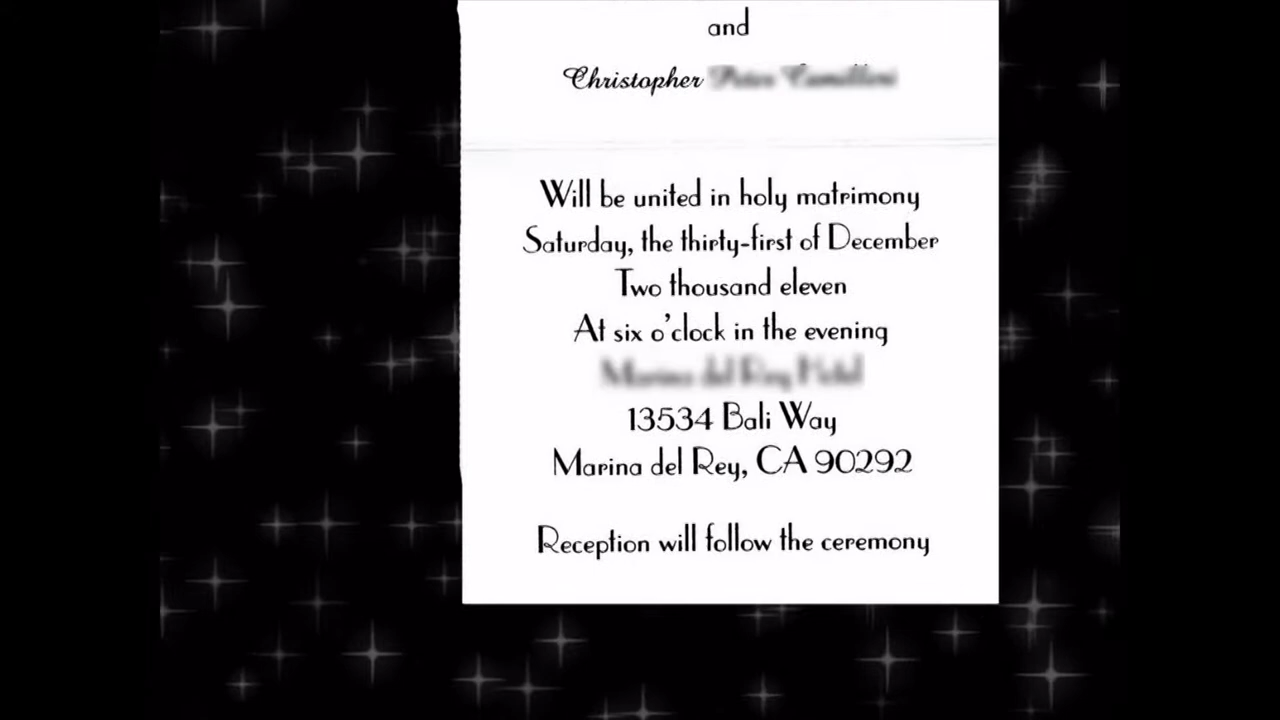 and
Christopher
Will be united in holy matrimony
Saturday, the thirty-first of December
Two thousand eleven
At six o'clock in the evening
13534 Bali Way
Marina del Rey, CA 90292
Reception will follow the ceremony